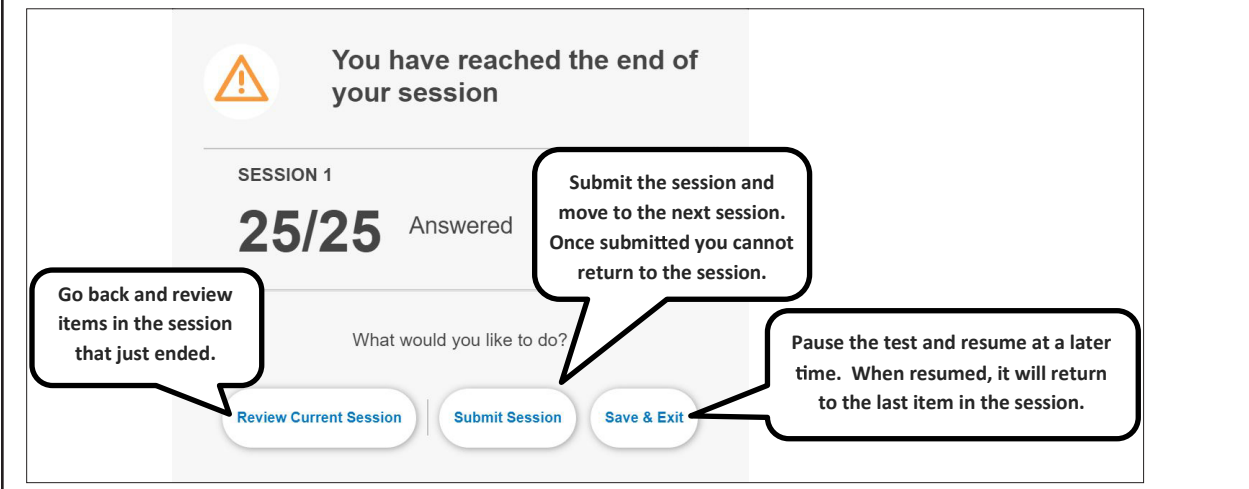 You have reached the end of
your session
SESSION 1
25/25 Answered
Submit the session and
move to the next session.
Once submitted you cannot
return to the session.
Go back and review
items in the session
that just ended.
What would you like to do?
Pause the test and resume at a later
time.  When resumed, it will return
to the last item in the session.
Review Current Session
Submit Session
Save & Exit